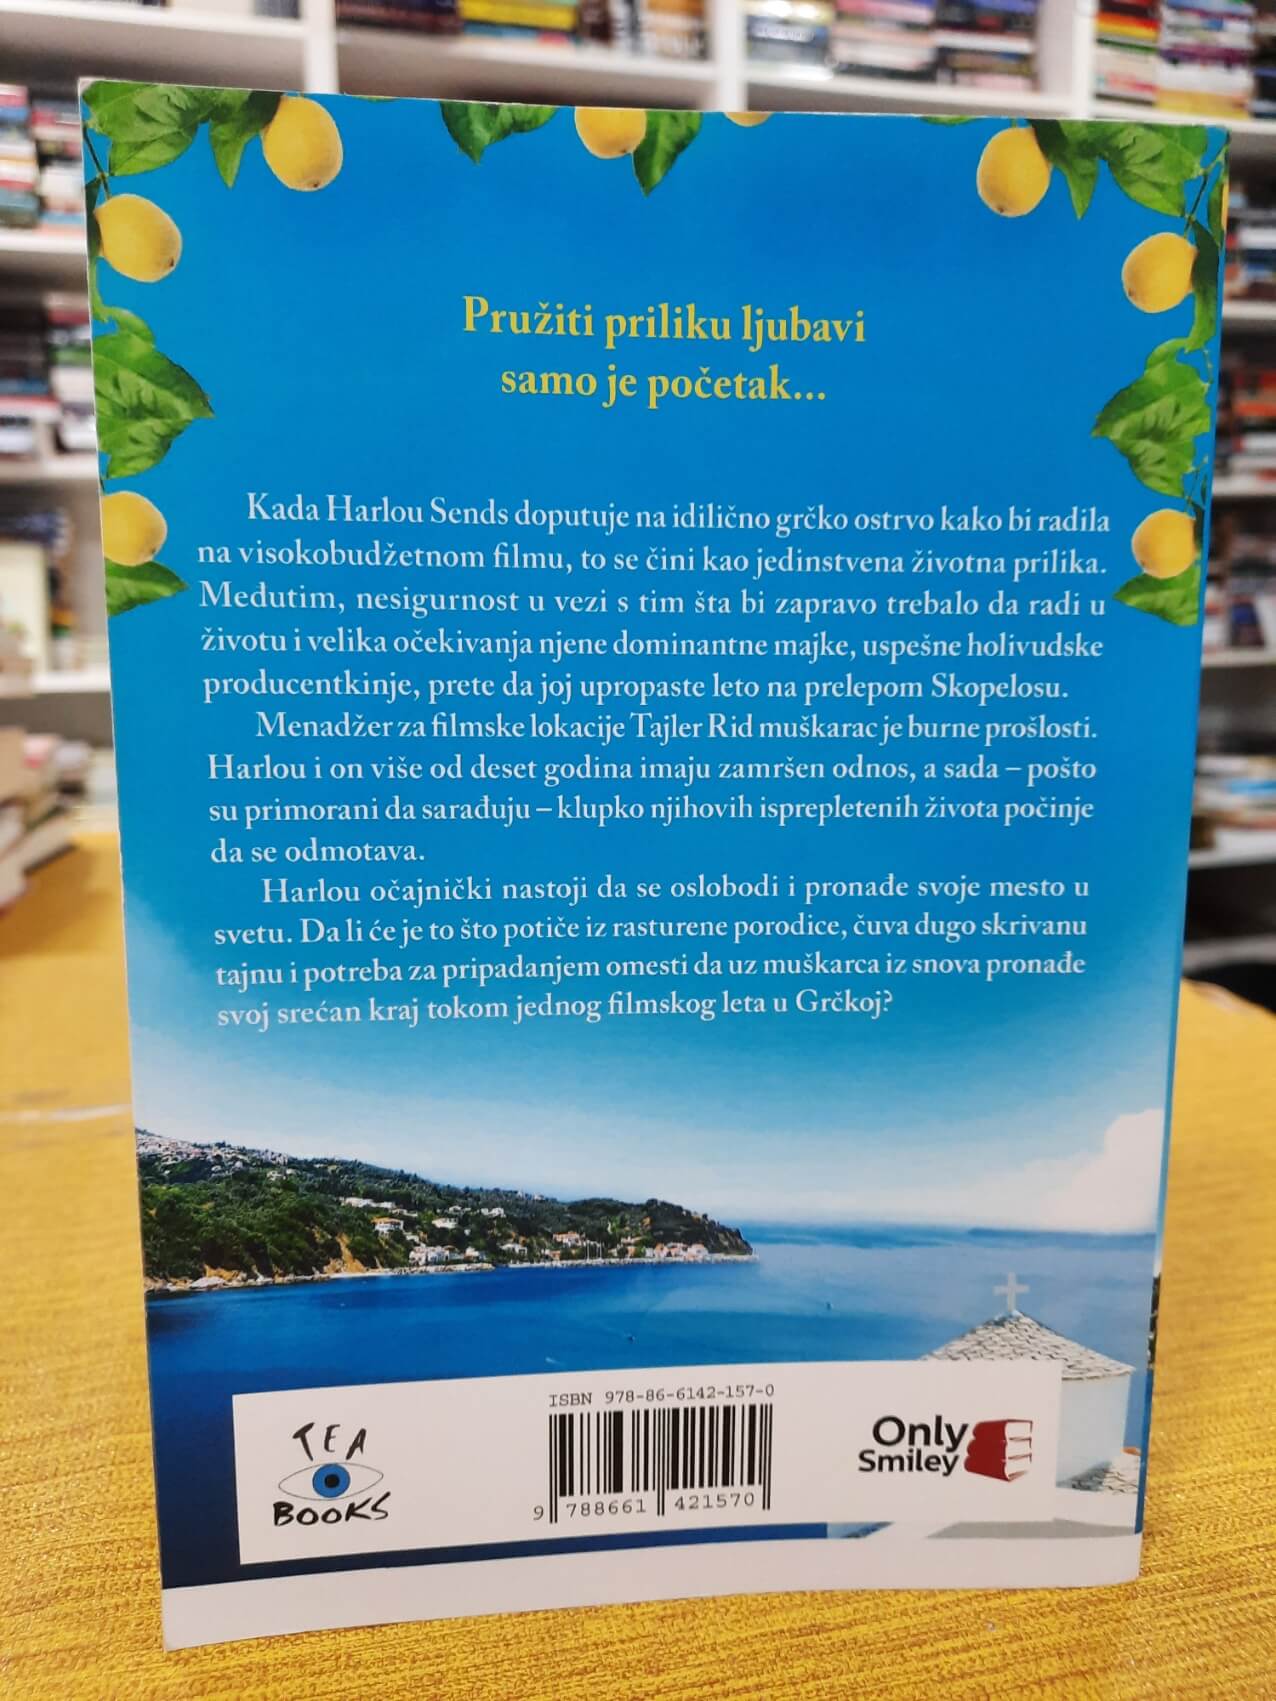 Pružiti priliku ljubavi
samo je početak...
Kada Harlou Sends doputuje na idilično grčko ostrvo kako bi radila
na visokobudžetnom filmu, to se čini kao jedinstvena životna prilika.
Međutim, nesigurnost u vezi s tim šta bi zapravo trebalo da radi u
životu i velika očekivanja njene dominantne majke, uspešne holivudske
producentkinje, prete da joj upropaste leto na prelepom Skopelosu.
Menadžer za filmske lokacije Tajler Rid muškarac je burne prošlosti.
Harlou i on više od deset godina imaju zamršen odnos, a sada – pošto
su primorani da sarađuju – klupko njihovih isprepletenih života počinje
da se odmotava.
Harlou očajnički nastoji da se oslobodi i pronađe svoje mesto u
svetu. Da li će je to što potiče iz rasturene porodice, čuva dugo skrivanu
tajnu i potreba za pripadanjem omesti da uz muškarca iz snova pronađe
svoj srećan kraj tokom jednog filmskog leta u Grčkoj?
TEA
BOOKS
ISBN 978-86-6142-157-0
9 788661 421570
Only
Smiley